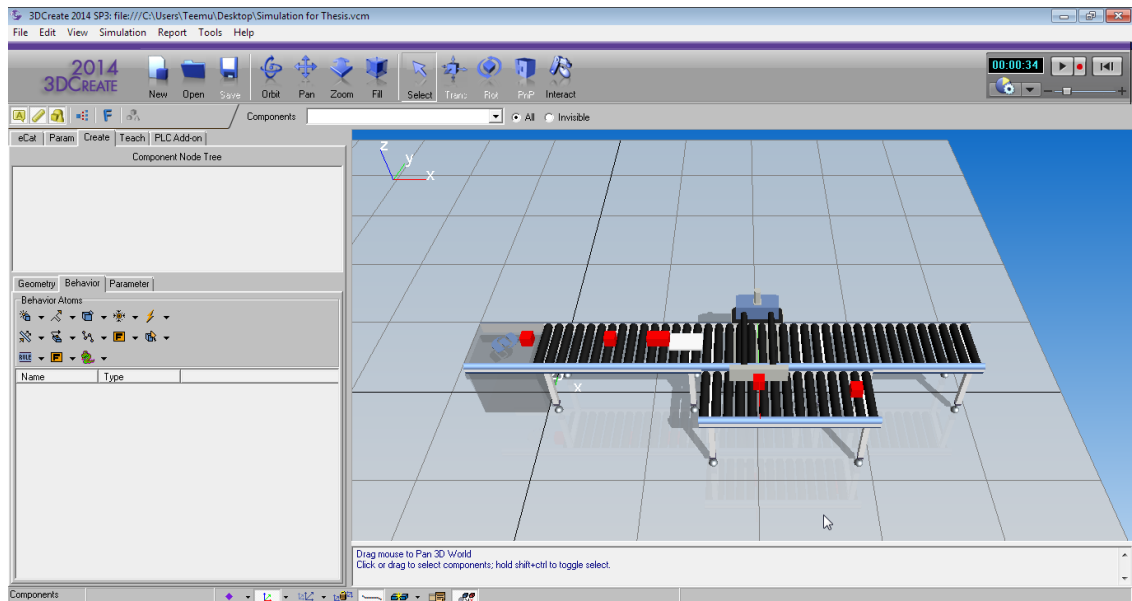 3DCreate 2014 SP3: file:///C:\Users\Teemu\Desktop\Simulation for Thesis.vcm
File Edit View Simulation Report Tools Help
2014
3DCREATE
New Open Save Orbit Pan Zoom Fill Select Trans Rot PnP Interact
00:00:34
Components All Invisible
eCat Param Create Teach PLC Add-on
Component Node Tree
Geometry Behavior Parameter
Behavior Atoms
RULE
Name Type
z
y
x
x
Drag mouse to Pan 3D World
Click or drag to select components; hold shift+ctrl to toggle select.
Components